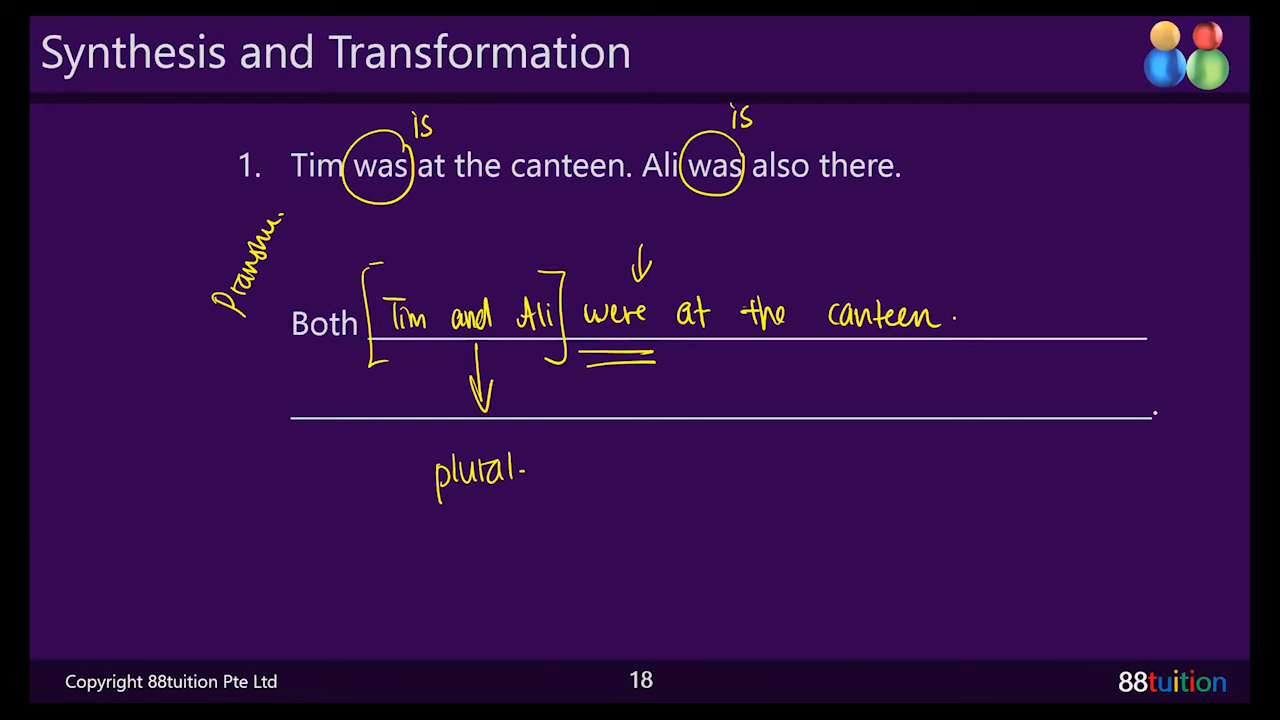 Synthesis and Transformation
is is
1. Tim was at the canteen. Ali was also there.
Both [Tim and Ali] were at the canteen.
.
plural.
Copyright 88tuition Pte Ltd
18
88tuition